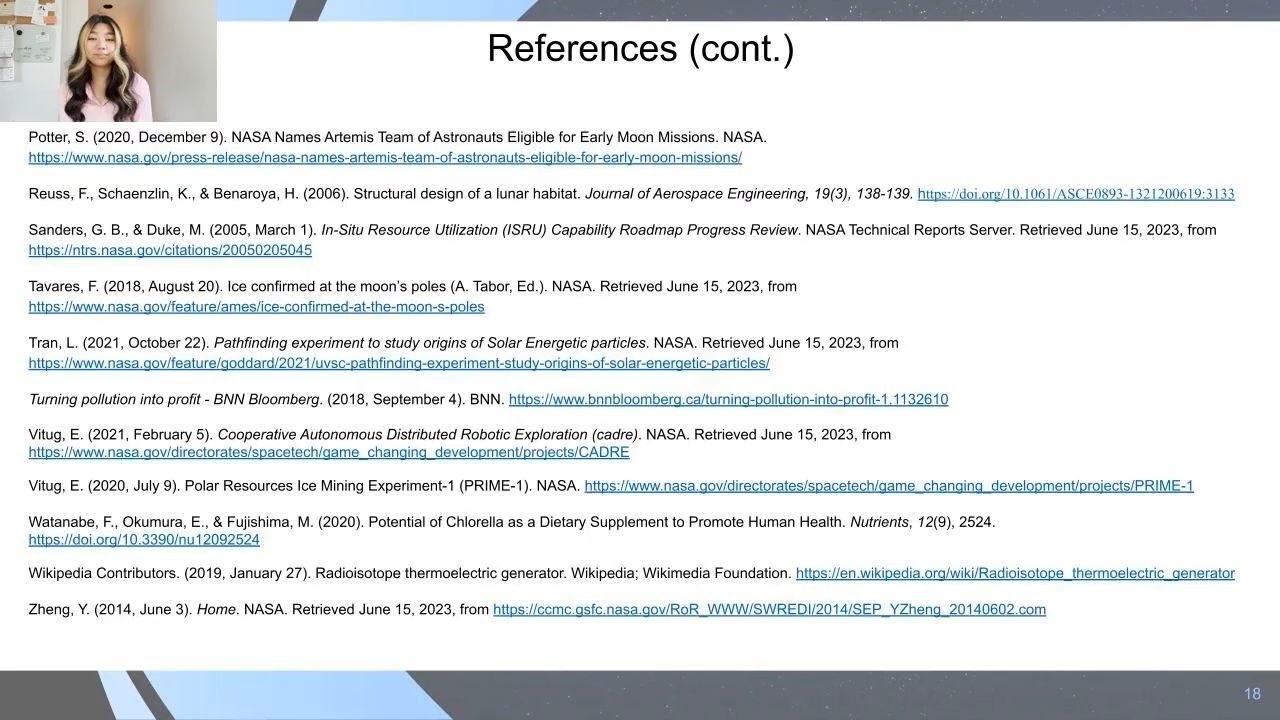 References (cont.)
Potter, S. (2020, December 9). NASA Names Artemis Team of Astronauts Eligible for Early Moon Missions. NASA.
https://www.nasa.gov/press-release/nasa-names-artemis-team-of-astronauts-eligible-for-early-moon-missions/
Reuss, F., Schaenzlin, K., & Benaroya, H. (2006). Structural design of a lunar habitat. Journal of Aerospace Engineering, 19(3), 138-139. https://doi.org/10.1061/ASCE0893-1321200619:3133
Sanders, G. B., & Duke, M. (2005, March 1). In-Situ Resource Utilization (ISRU) Capability Roadmap Progress Review. NASA Technical Reports Server. Retrieved June 15, 2023, from
https://ntrs.nasa.gov/citations/20050205045
Tavares, F. (2018, August 20). Ice confirmed at the moon’s poles (A. Tabor, Ed.). NASA. Retrieved June 15, 2023, from
https://www.nasa.gov/feature/ames/ice-confirmed-at-the-moon-s-poles
Tran, L. (2021, October 22). Pathfinding experiment to study origins of Solar Energetic particles. NASA. Retrieved June 15, 2023, from
https://www.nasa.gov/feature/goddard/2021/uvsc-pathfinding-experiment-study-origins-of-solar-energetic-particles/
Turning pollution into profit - BNN Bloomberg. (2018, September 4). BNN. https://www.bnnbloomberg.ca/turning-pollution-into-profit-1.1132610
Vitug, E. (2021, February 5). Cooperative Autonomous Distributed Robotic Exploration (cadre). NASA. Retrieved June 15, 2023, from
https://www.nasa.gov/directorates/spacetech/game_changing_development/projects/CADRE
Vitug, E. (2020, July 9). Polar Resources Ice Mining Experiment-1 (PRIME-1). NASA. https://www.nasa.gov/directorates/spacetech/game_changing_development/projects/PRIME-1
Watanabe, F., Okumura, E., & Fujishima, M. (2020). Potential of Chlorella as a Dietary Supplement to Promote Human Health. Nutrients, 12(9), 2524.
https://doi.org/10.3390/nu12092524
Wikipedia Contributors. (2019, January 27). Radioisotope thermoelectric generator. Wikipedia; Wikimedia Foundation. https://en.wikipedia.org/wiki/Radioisotope_thermoelectric_generator
Zheng, Y. (2014, June 3). Home. NASA. Retrieved June 15, 2023, from https://ccmc.gsfc.nasa.gov/RoR_WWW/SWREDI/2014/SEP_YZheng_20140602.com
18